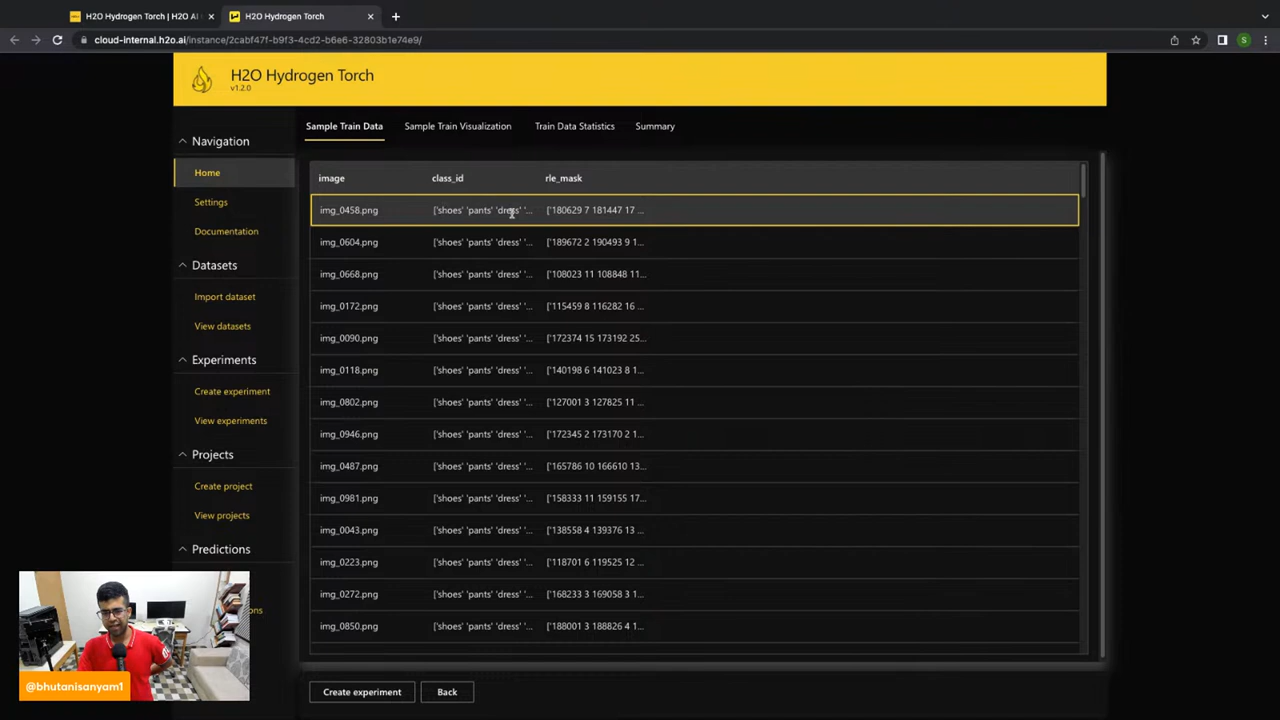 H2O Hydrogen Torch | H2O AI
H2O Hydrogen Torch
cloud-internal.h2o.ai/instance/2cabf47f-b9f3-4cd2-b6e6-32803b1e74e9/
S
H2O Hydrogen Torch
v1.2.0
Navigation
Home
Settings
Documentation
Datasets
Import dataset
View datasets
Experiments
Create experiment
View experiments
Projects
Create project
View projects
Predictions
Sample Train Data Sample Train Visualization Train Data Statistics Summary
image class_id rle_mask
img_0458.png ['shoes' 'pants' 'dress' '... ['180629 7 181447 17 ...
img_0604.png ['shoes' 'pants' 'dress' '... ['189672 2 190493 9 1...
img_0668.png ['shoes' 'pants' 'dress' '... ['108023 11 108848 11...
img_0172.png ['shoes' 'pants' 'dress' '... ['115459 8 116282 16 ...
img_0090.png ['shoes' 'pants' 'dress' '... ['172374 15 173192 25...
img_0118.png ['shoes' 'pants' 'dress' '... ['140198 6 141023 8 1...
img_0802.png ['shoes' 'pants' 'dress' '... ['127001 3 127825 11 ...
img_0946.png ['shoes' 'pants' 'dress' '... ['172345 2 173170 2 1...
img_0487.png ['shoes' 'pants' 'dress' '... ['165786 10 166610 13...
img_0981.png ['shoes' 'pants' 'dress' '... ['158333 11 159155 17...
img_0043.png ['shoes' 'pants' 'dress' '... ['138558 4 139376 13 ...
img_0223.png ['shoes' 'pants' 'dress' '... ['118701 6 119525 12 ...
img_0272.png ['shoes' 'pants' 'dress' '... ['168233 3 169058 3 1...
img_0850.png ['shoes' 'pants' 'dress' '... ['188001 3 188826 4 1...
Create experiment Back
@bhutanisanyam1